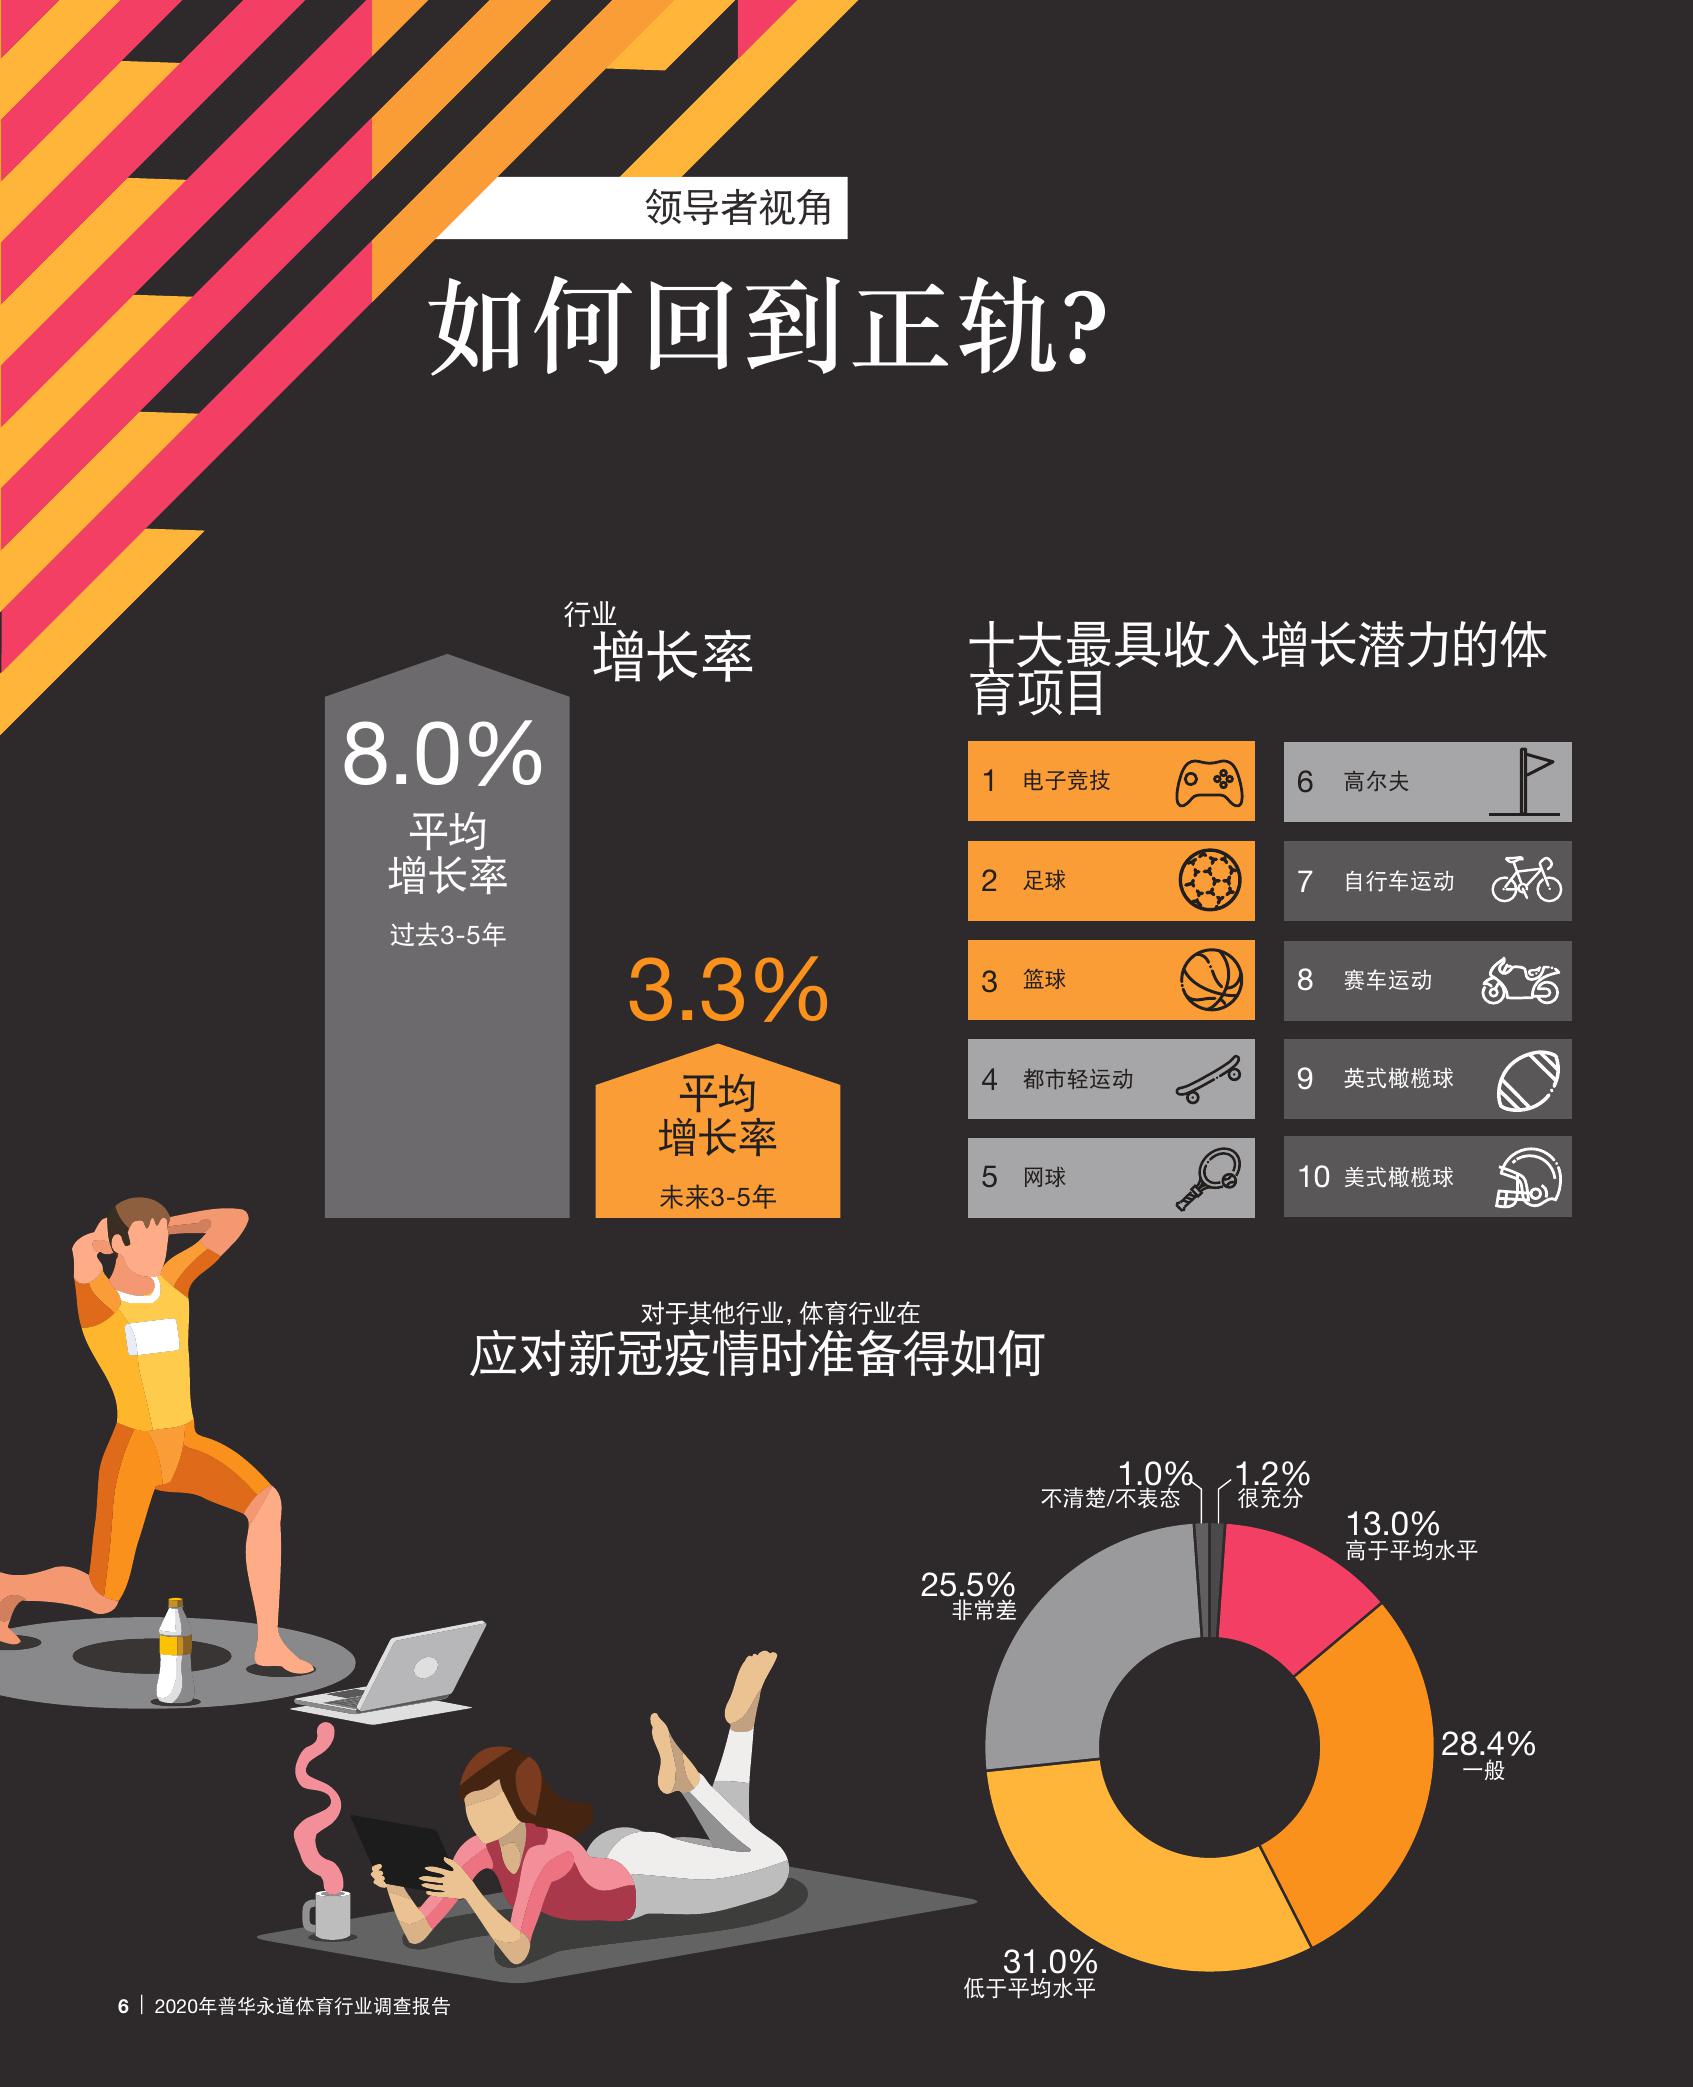 领导者视角
如何回到正轨?
行业
增长率
8.0%
平均
增长率
过去3-5年
3.3%
平均
增长率
未来3-5年
十大最具收入增长潜力的体
育项目
1 电子竞技
2 足球
3 篮球
4 都市轻运动
5 网球
6 高尔夫
7 自行车运动
8 赛车运动
9 英式橄榄球
10 美式橄榄球
对于其他行业, 体育行业在
应对新冠疫情时准备得如何
1.0%
不清楚/不表态
1.2%
很充分
13.0%
高于平均水平
25.5%
非常差
28.4%
一般
31.0%
低于平均水平
6 | 2020年普华永道体育行业调查报告